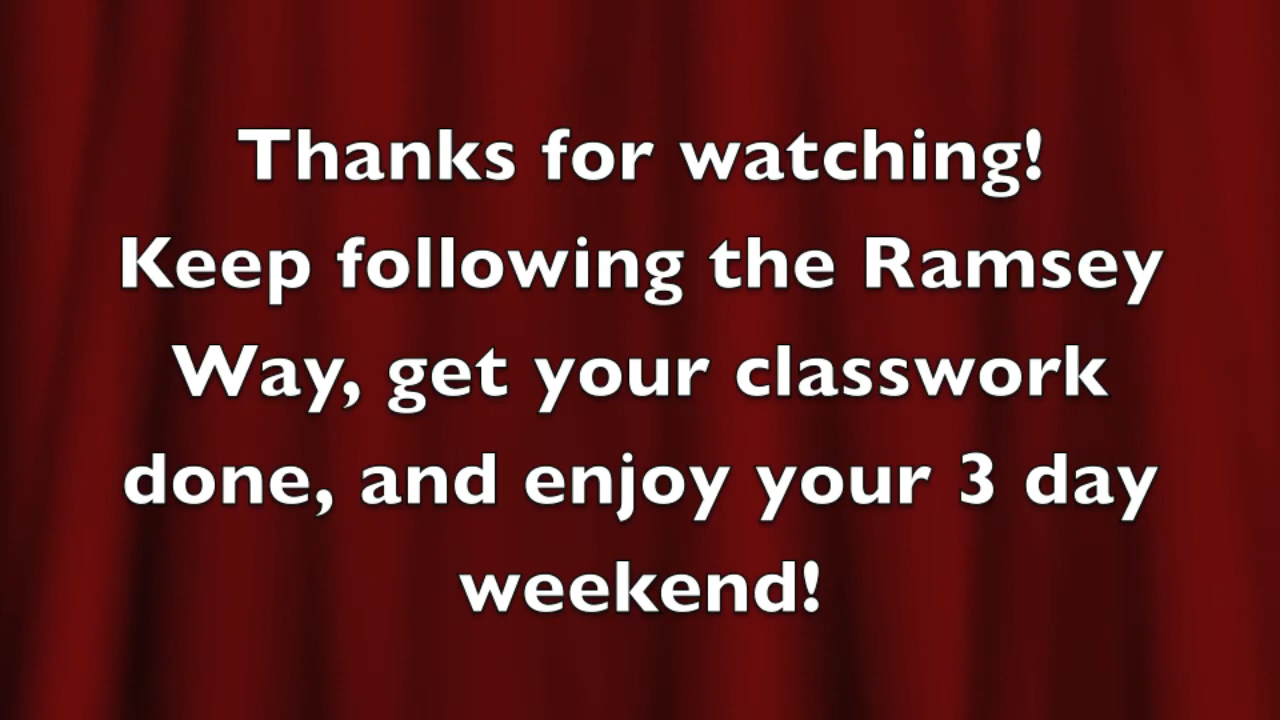 Thanks for watching!
Keep following the Ramsey
Way, get your classwork
done, and enjoy your 3 day
weekend!